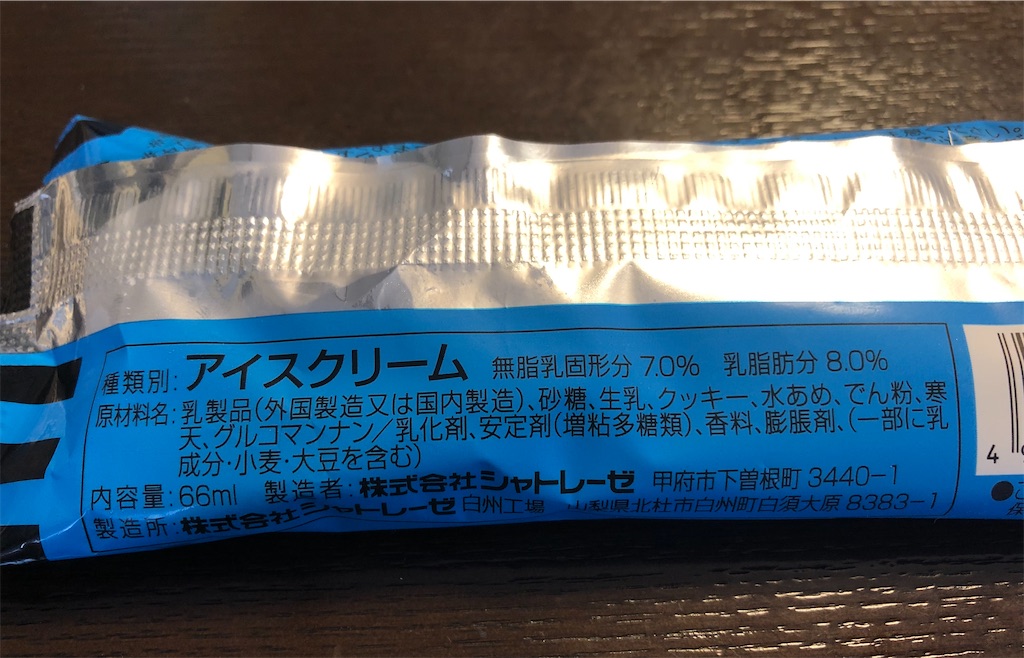 種類別:アイスクリーム 無脂乳固形分 7.0% 乳脂肪分 8.0%
原材料名:乳製品(外国製造又は国内製造)、砂糖、生乳、クッキー、水あめ、でん粉、寒
天、グルコマンナン/乳化剤、安定剤(増粘多糖類)、香料、膨脹剤、(一部に乳
成分・小麦・大豆を含む)
内容量:66ml 製造者:株式会社シャトレーゼ 甲府市下曽根町 3440-1
製造所:株式会社シャトレーゼ 白州工場 山梨県北杜市白州町白須大原 8383-1
4